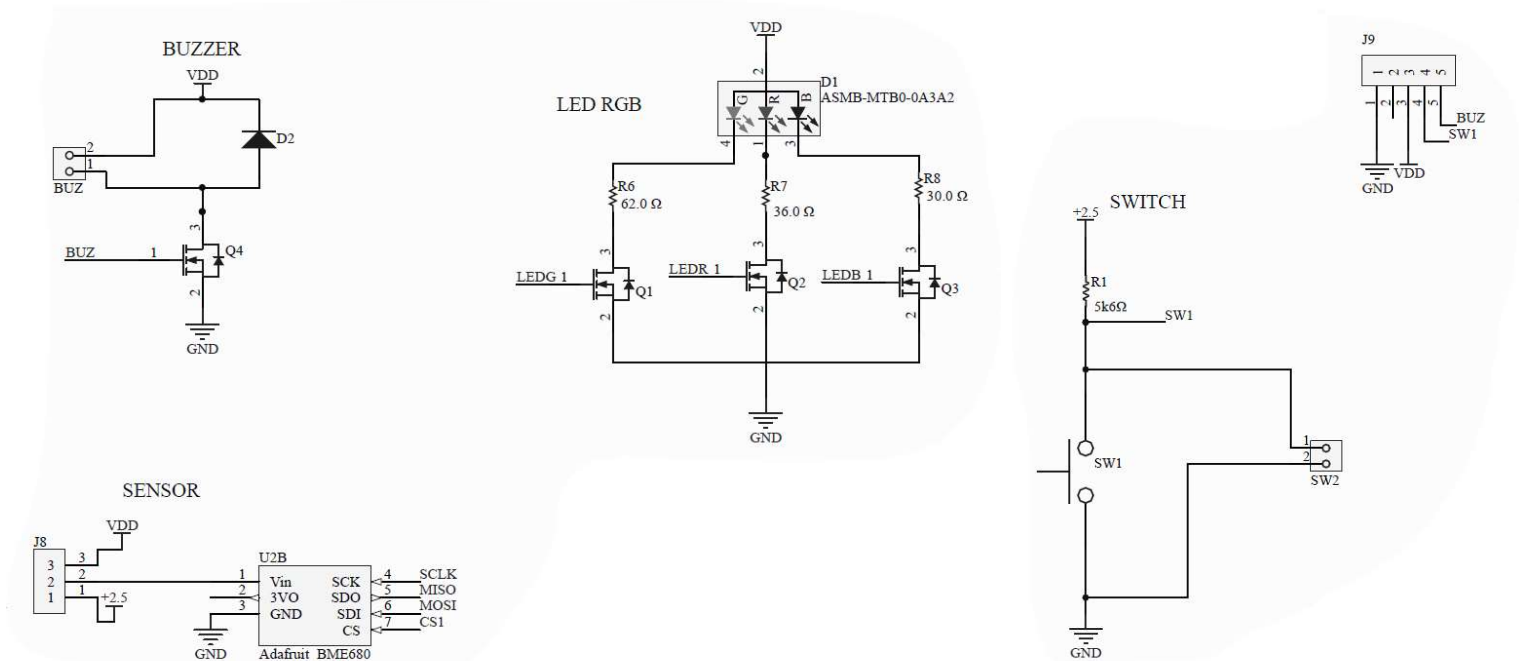 BUZZER
VDD
D2
2
1
BUZ
3
BUZ 1
Q4
2
GND
LED RGB
VDD
2
D1
G R B
ASMB-MTB0-0A3A2
4 1 3
R6
62.0 Ω
R7
36.0 Ω
R8
30.0 Ω
3 3 3
LEDG 1
Q1
LEDR 1
Q2
LEDB 1
Q3
2 2 2
GND
J9
1 2 3 4 5
1 2 3 4 5
BUZ
SW1
GND VDD
SWITCH
+2.5
R1
5k6Ω
SW1
SW1
1
2
SW2
GND
SENSOR
VDD
J8
3 3
2 2
1 1
+2.5
U2B
1 Vin SCK 4 SCLK
2 3VO SDO 5 MISO
3 GND SDI 6 MOSI
CS 7 CS1
GND
Adafruit BME680